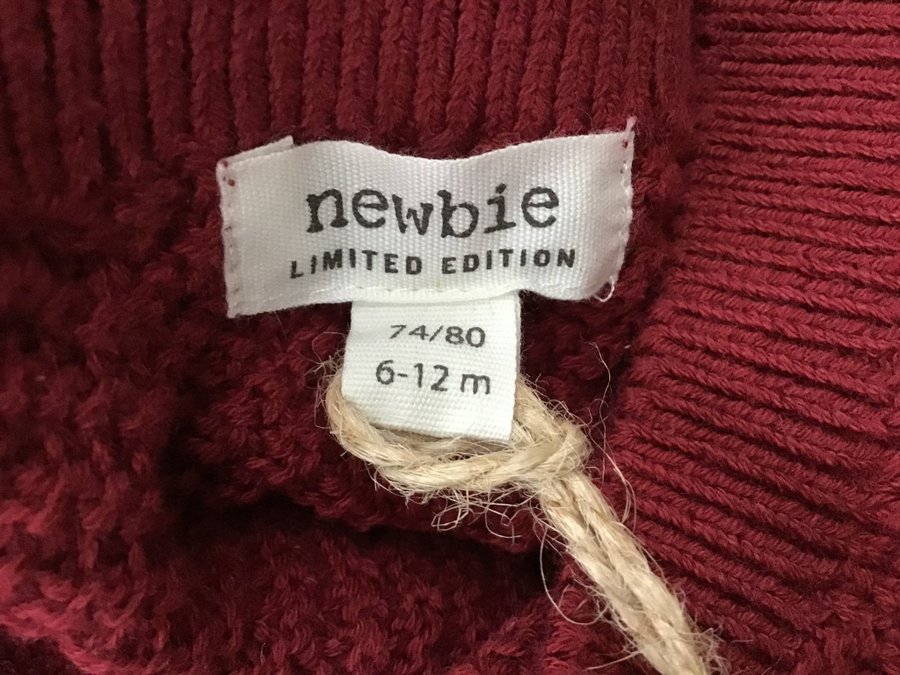 newbie
LIMITED EDITION
74/80
6-12 m